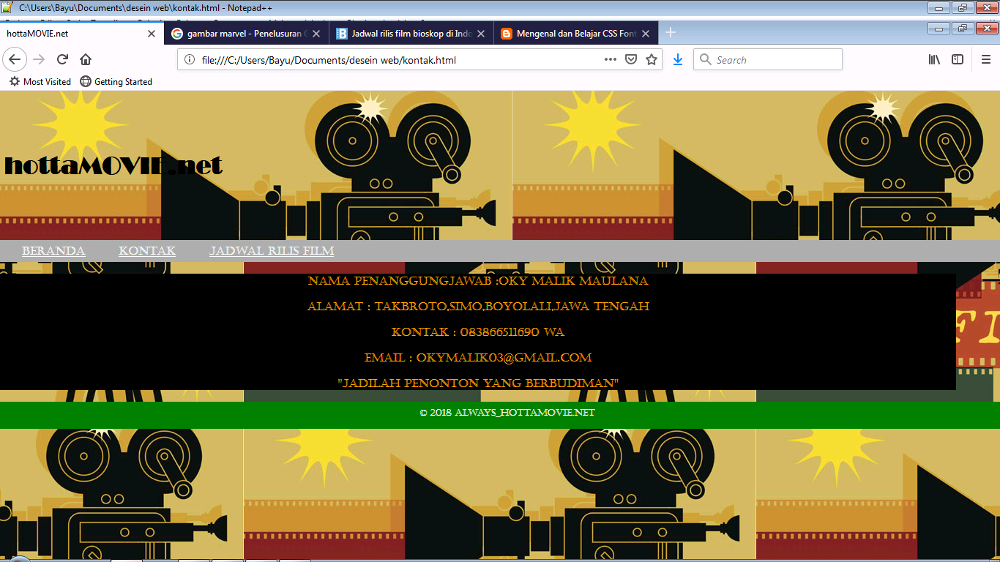 C:\Users\Bayu\Documents\desein web\kontak.html - Notepad++
hottaMOVIE.net
gambar marvel - Penelusuran G
Jadwal rilis film bioskop di Indo
Mengenal dan Belajar CSS Font
file:///C:/Users/Bayu/Documents/desein web/kontak.html
Search
Most Visited Getting Started
hottaMOVIE.net
BERANDA KONTAK JADWAL RILIS FILM
NAMA PENANGGUNGJAWAB :OKY MALIK MAULANA
ALAMAT : TAKBROTO,SIMO,BOYOLALI,JAWA TENGAH
KONTAK : 083866511690 WA
EMAIL : OKYMALIK03@GMAIL.COM
"JADILAH PENONTON YANG BERBUDIMAN"
© 2018 ALWAYS_HOTTAMOVIE.NET